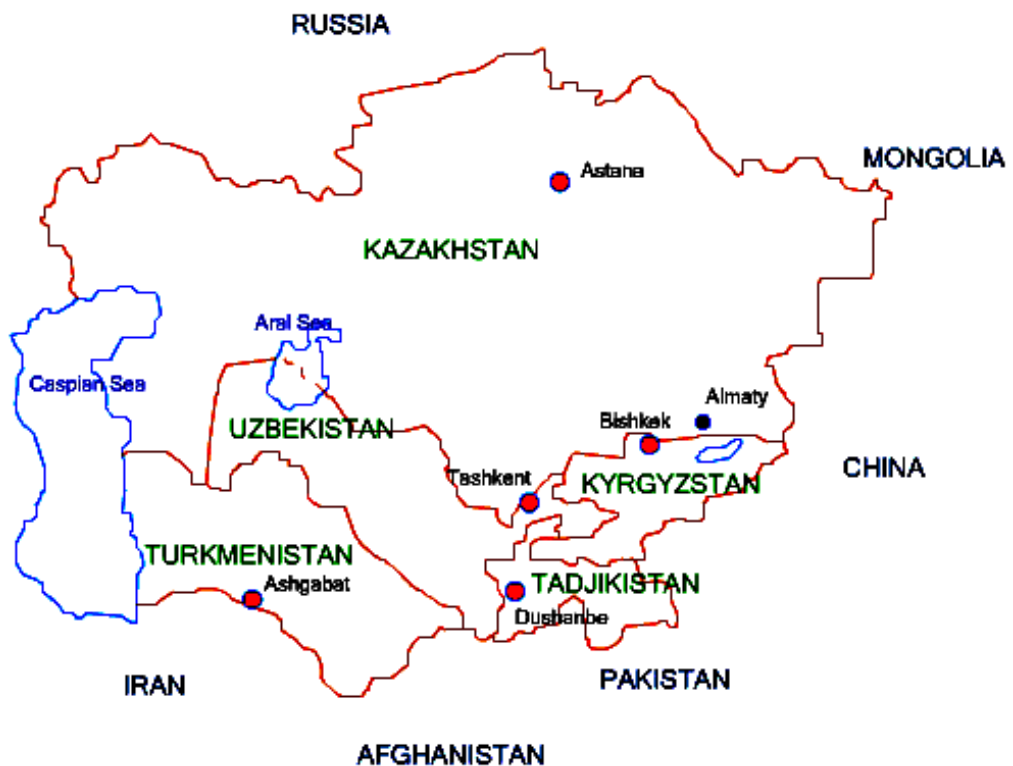 RUSSIA
MONGOLIA
Astana
KAZAKHSTAN
Aral Sea
Caspian Sea
Almaty
Bishkek
UZBEKISTAN
CHINA
Tashkent
KYRGYZSTAN
TURKMENISTAN
Ashgabat
TADJIKISTAN
Dushanbe
IRAN
PAKISTAN
AFGHANISTAN